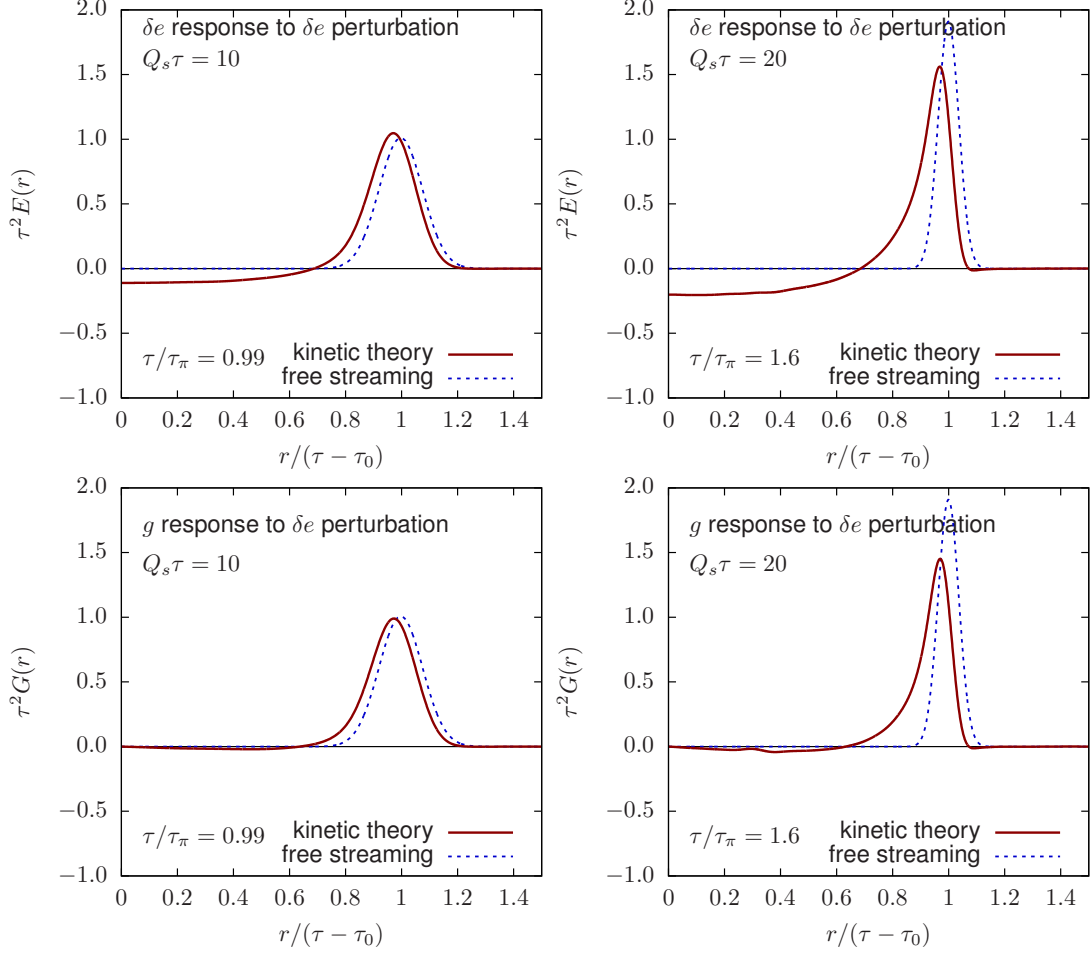 δe response to δe perturbation
Q_sτ = 10
τ²E(r)
2.0
1.5
1.0
0.5
0.0
−0.5
−1.0
τ/τ_π = 0.99
kinetic theory
free streaming
0 0.2 0.4 0.6 0.8 1 1.2 1.4
r/(τ − τ₀)
δe response to δe perturbation
Q_sτ = 20
τ²E(r)
2.0
1.5
1.0
0.5
0.0
−0.5
−1.0
τ/τ_π = 1.6
kinetic theory
free streaming
0 0.2 0.4 0.6 0.8 1 1.2 1.4
r/(τ − τ₀)
g response to δe perturbation
Q_sτ = 10
τ²G(r)
2.0
1.5
1.0
0.5
0.0
−0.5
−1.0
τ/τ_π = 0.99
kinetic theory
free streaming
0 0.2 0.4 0.6 0.8 1 1.2 1.4
r/(τ − τ₀)
g response to δe perturbation
Q_sτ = 20
τ²G(r)
2.0
1.5
1.0
0.5
0.0
−0.5
−1.0
τ/τ_π = 1.6
kinetic theory
free streaming
0 0.2 0.4 0.6 0.8 1 1.2 1.4
r/(τ − τ₀)